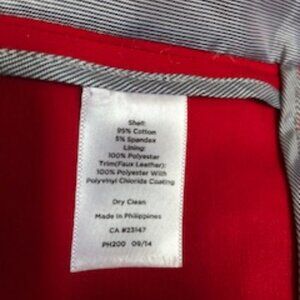 Shell:
95% Cotton
5% Spandex
Lining:
100% Polyester
Trim(Faux Leather):
100% Polyester With
Polyvinyl Chloride Coating
Dry Clean
Made In Philippines
CA #23147
PH200 09/14